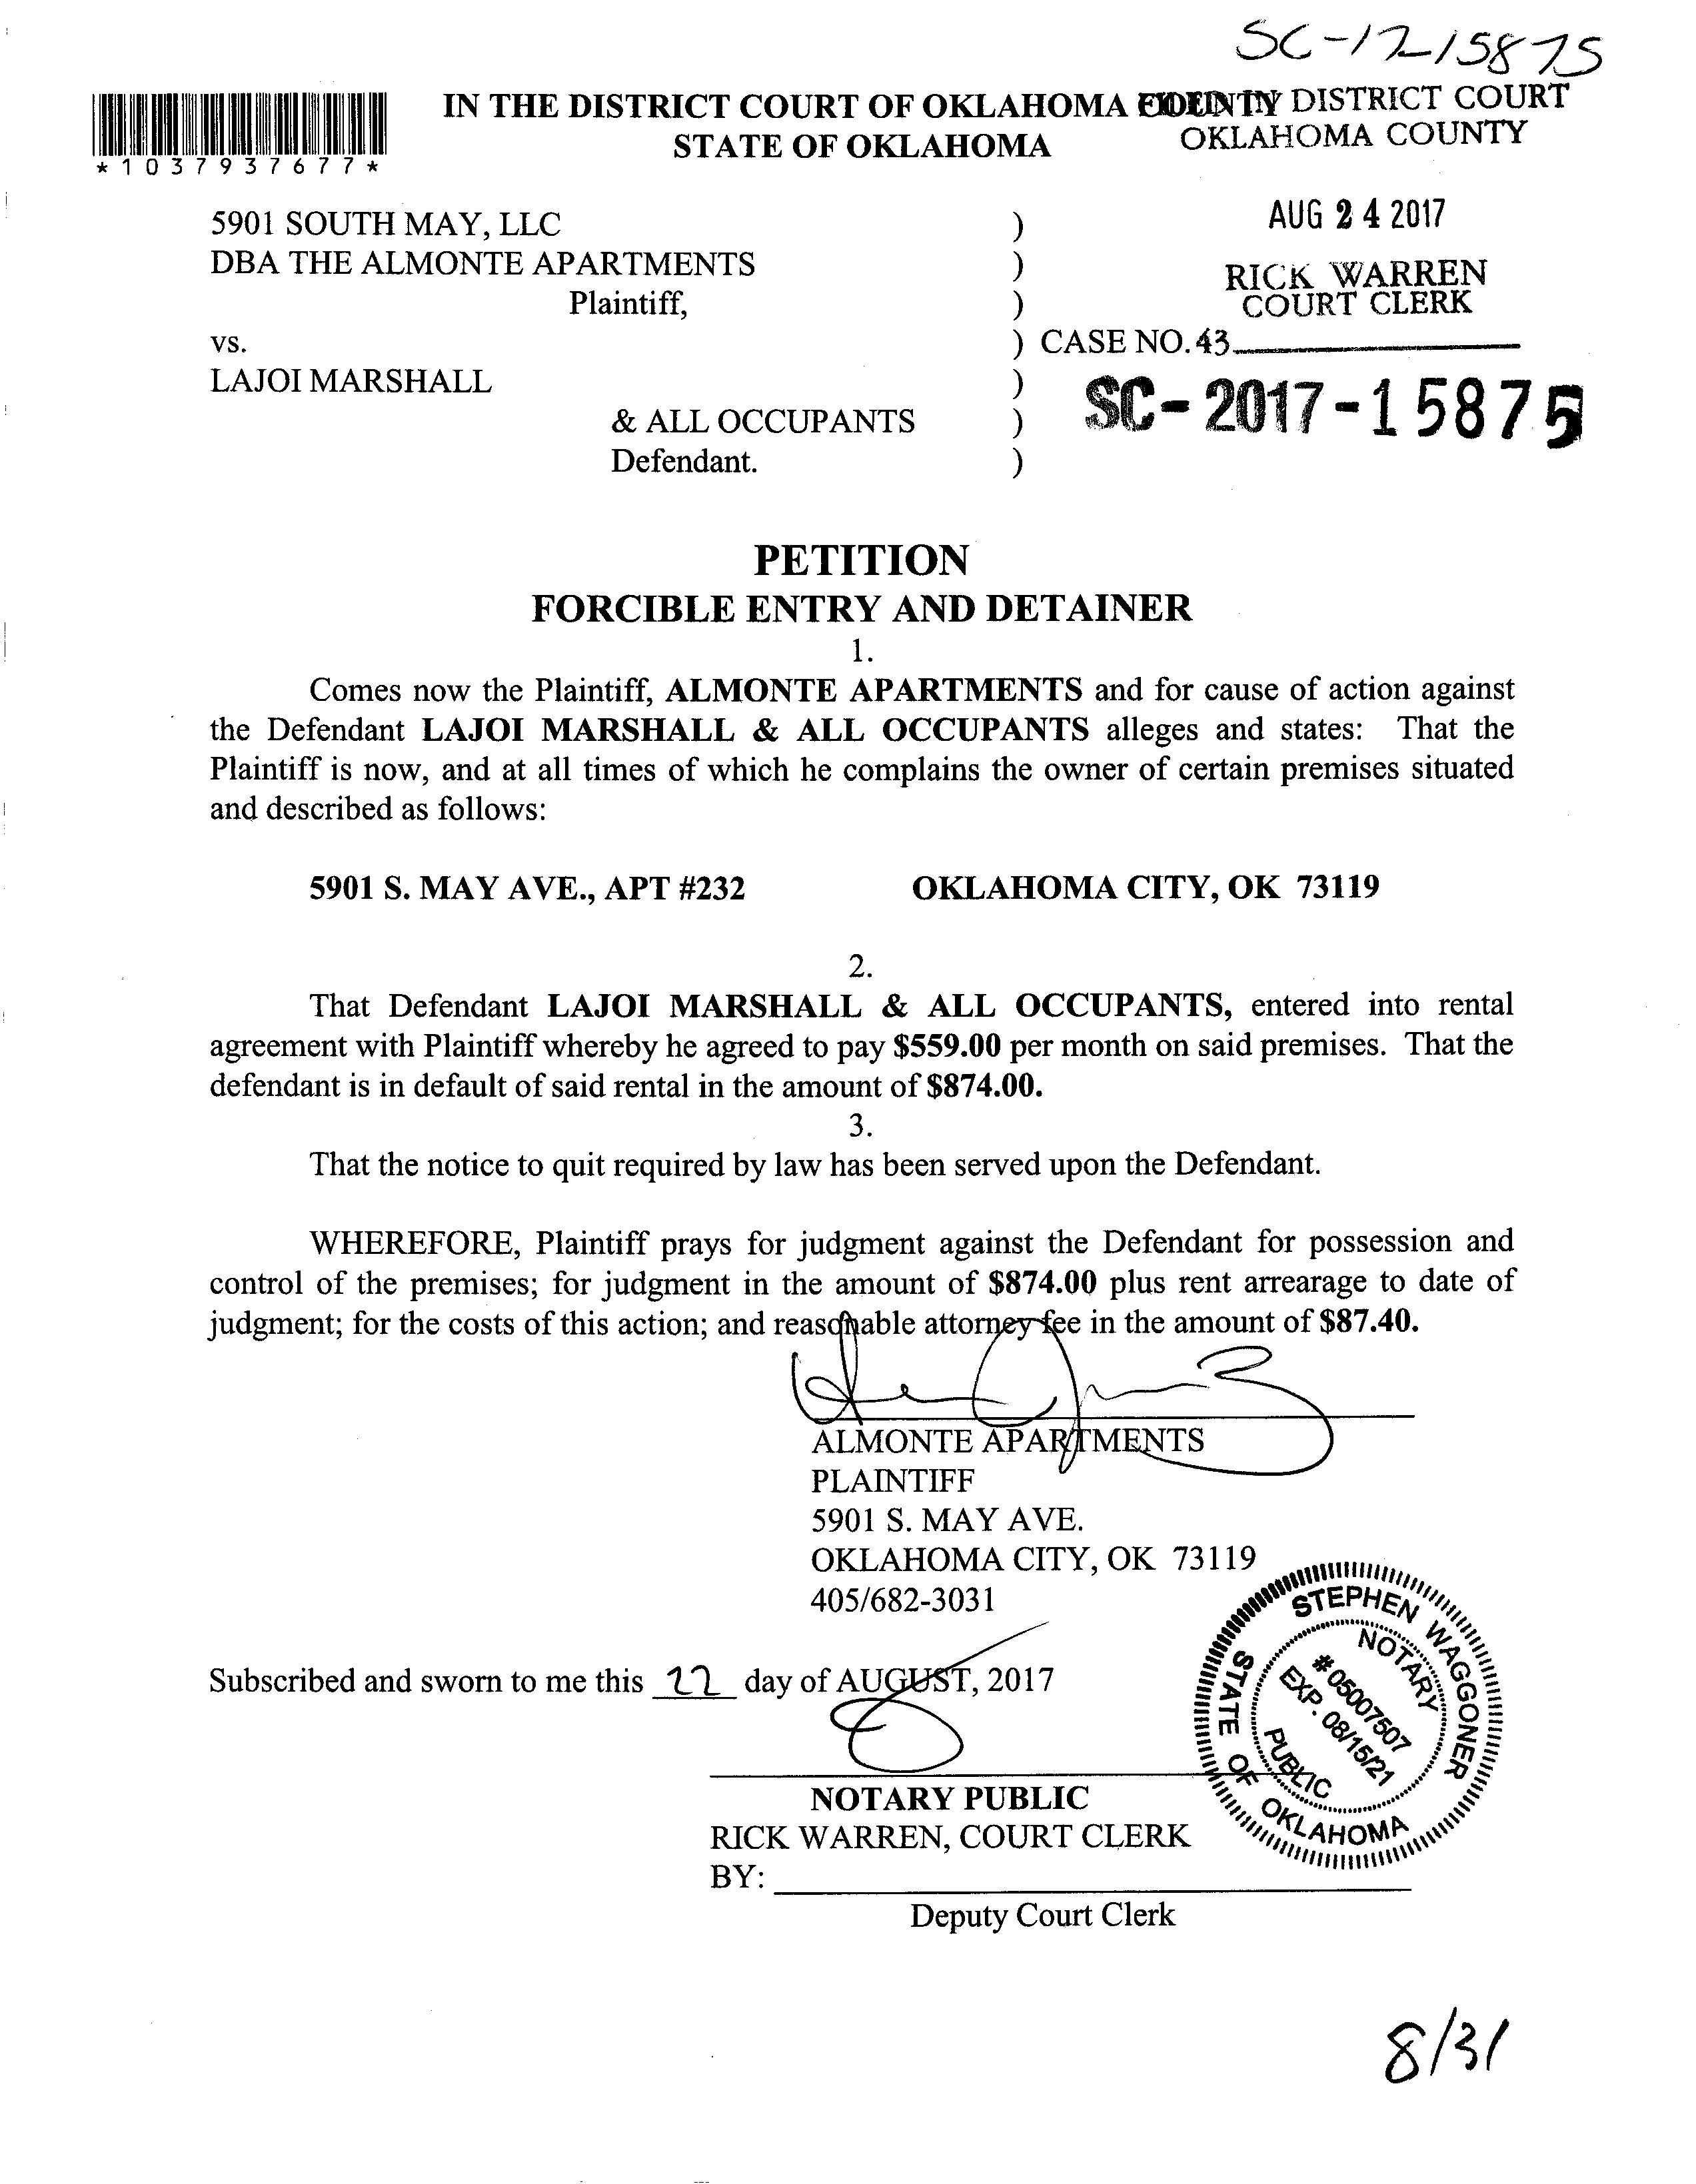 SC-17-15875
*1037937677*
IN THE DISTRICT COURT OF OKLAHOMA COUNTY
STATE OF OKLAHOMA
FILED IN DISTRICT COURT
OKLAHOMA COUNTY
AUG 24 2017
RICK WARREN
COURT CLERK
43
5901 SOUTH MAY, LLC )
DBA THE ALMONTE APARTMENTS )
Plaintiff, )
vs. ) CASE NO.
LAJOI MARSHALL )
& ALL OCCUPANTS )
Defendant. )
SC-2017-15875
PETITION
FORCIBLE ENTRY AND DETAINER
1.
Comes now the Plaintiff, ALMONTE APARTMENTS and for cause of action against
the Defendant LAJOI MARSHALL & ALL OCCUPANTS alleges and states: That the
Plaintiff is now, and at all times of which he complains the owner of certain premises situated
and described as follows:
5901 S. MAY AVE., APT #232 OKLAHOMA CITY, OK 73119
2.
That Defendant LAJOI MARSHALL & ALL OCCUPANTS, entered into rental
agreement with Plaintiff whereby he agreed to pay $559.00 per month on said premises. That the
defendant is in default of said rental in the amount of $874.00.
3.
That the notice to quit required by law has been served upon the Defendant.
WHEREFORE, Plaintiff prays for judgment against the Defendant for possession and
control of the premises; for judgment in the amount of $874.00 plus rent arrearage to date of
judgment; for the costs of this action; and reasonable attorney fee in the amount of $87.40.
ALMONTE APARTMENTS
PLAINTIFF
5901 S. MAY AVE.
OKLAHOMA CITY, OK 73119
405/682-3031
Subscribed and sworn to me this 22 day of AUGUST, 2017
STEPHEN WAGGONER
NOTARY
# 05007507
EXP. 08/15/21
PUBLIC
STATE OF OKLAHOMA
NOTARY PUBLIC
RICK WARREN, COURT CLERK
BY:
Deputy Court Clerk
8/31